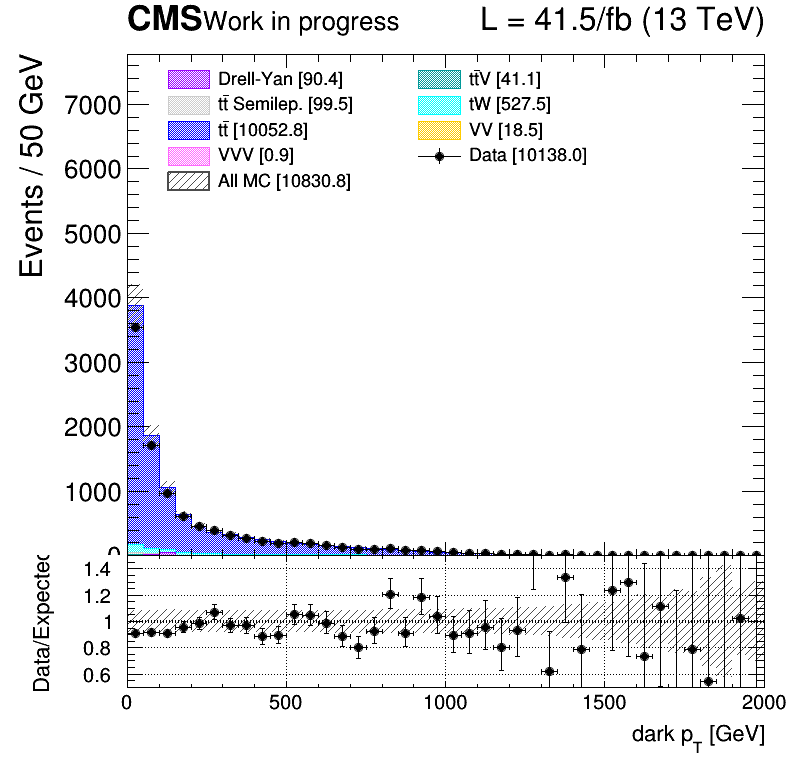 CMS Work in progress L = 41.5/fb (13 TeV)
Events / 50 GeV
Drell-Yan [90.4]
tt̄ Semilep. [99.5]
tt̄ [10052.8]
VVV [0.9]
All MC [10830.8]
tt̄V [41.1]
tW [527.5]
VV [18.5]
Data [10138.0]
7000
6000
5000
4000
3000
2000
1000
0
Data/Expected
1.4
1.2
1
0.8
0.6
0 500 1000 1500 2000
dark p_T [GeV]